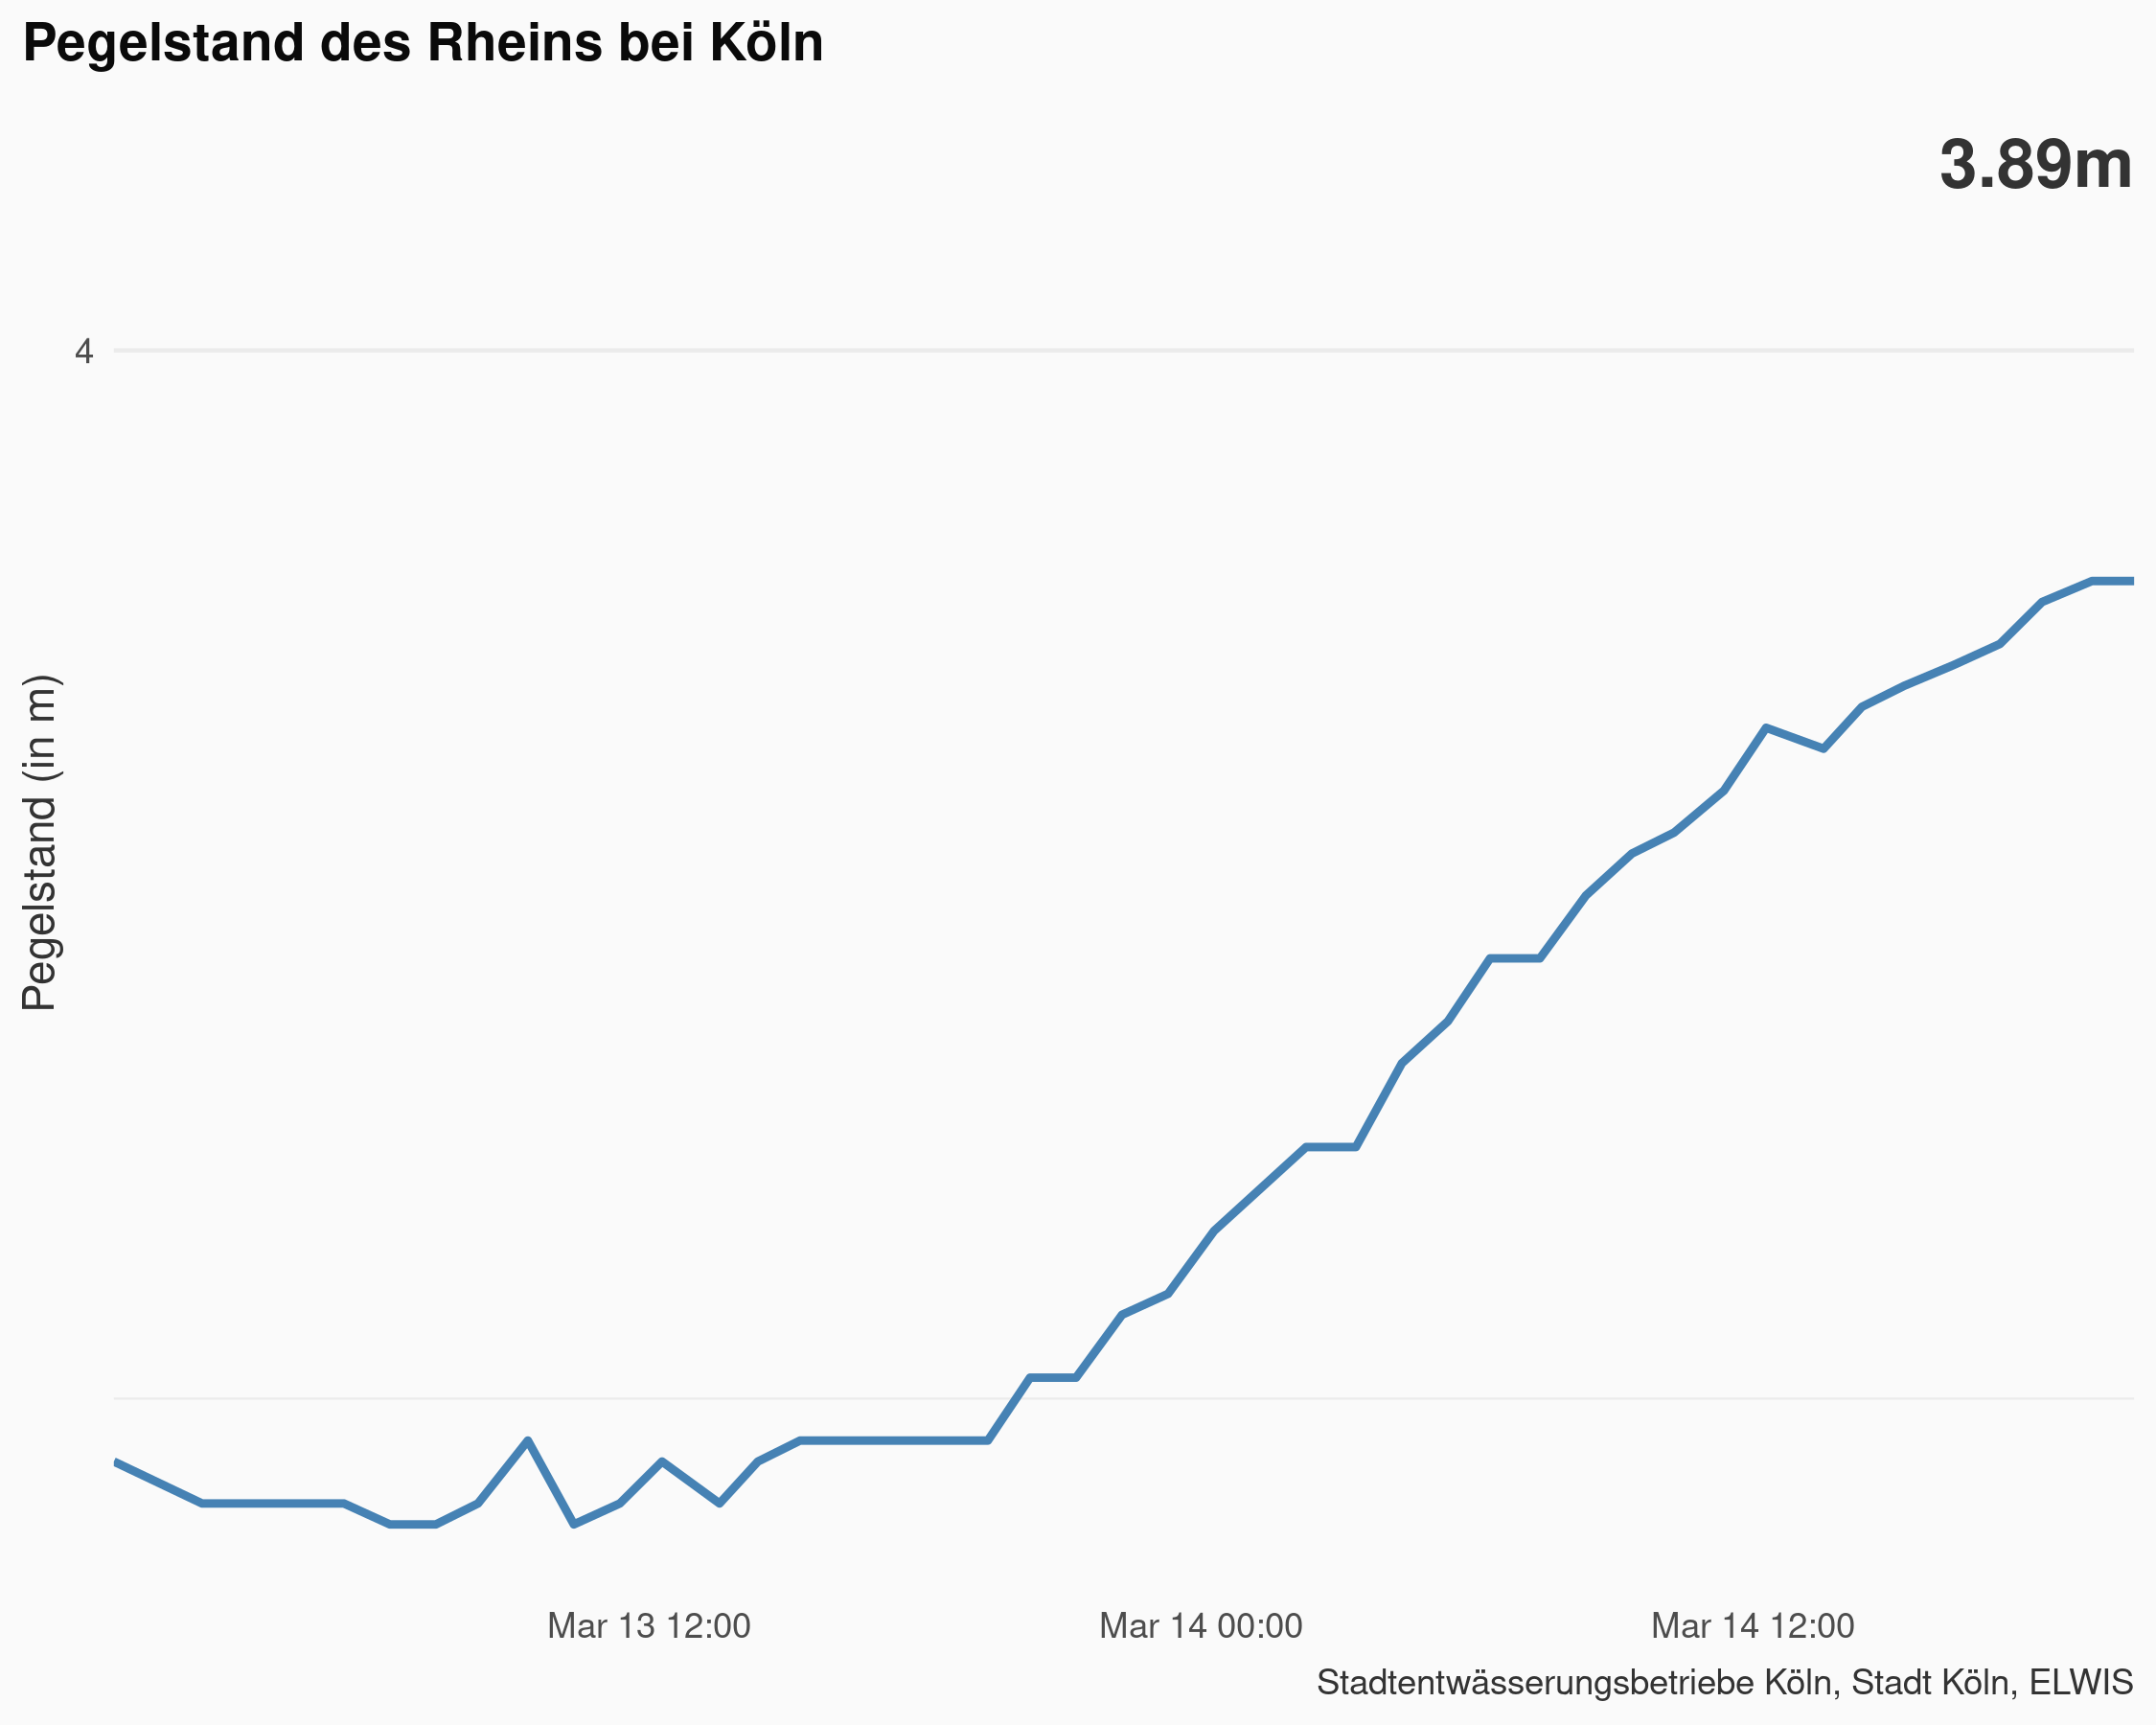 Pegelstand des Rheins bei Köln
3.89m
4
Pegelstand (in m)
Mar 13 12:00
Mar 14 00:00
Mar 14 12:00
Stadtentwässerungsbetriebe Köln, Stadt Köln, ELWIS